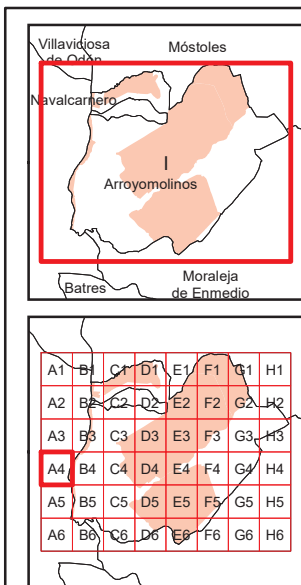 Villaviciosa
de Odón
Móstoles
Navalcarnero
I
Arroyomolinos
Batres
Moraleja
de Enmedio
A1 B1 C1 D1 E1 F1 G1 H1
A2 B2 C2 D2 E2 F2 G2 H2
A3 B3 C3 D3 E3 F3 G3 H3
A4 B4 C4 D4 E4 F4 G4 H4
A5 B5 C5 D5 E5 F5 G5 H5
A6 B6 C6 D6 E6 F6 G6 H6